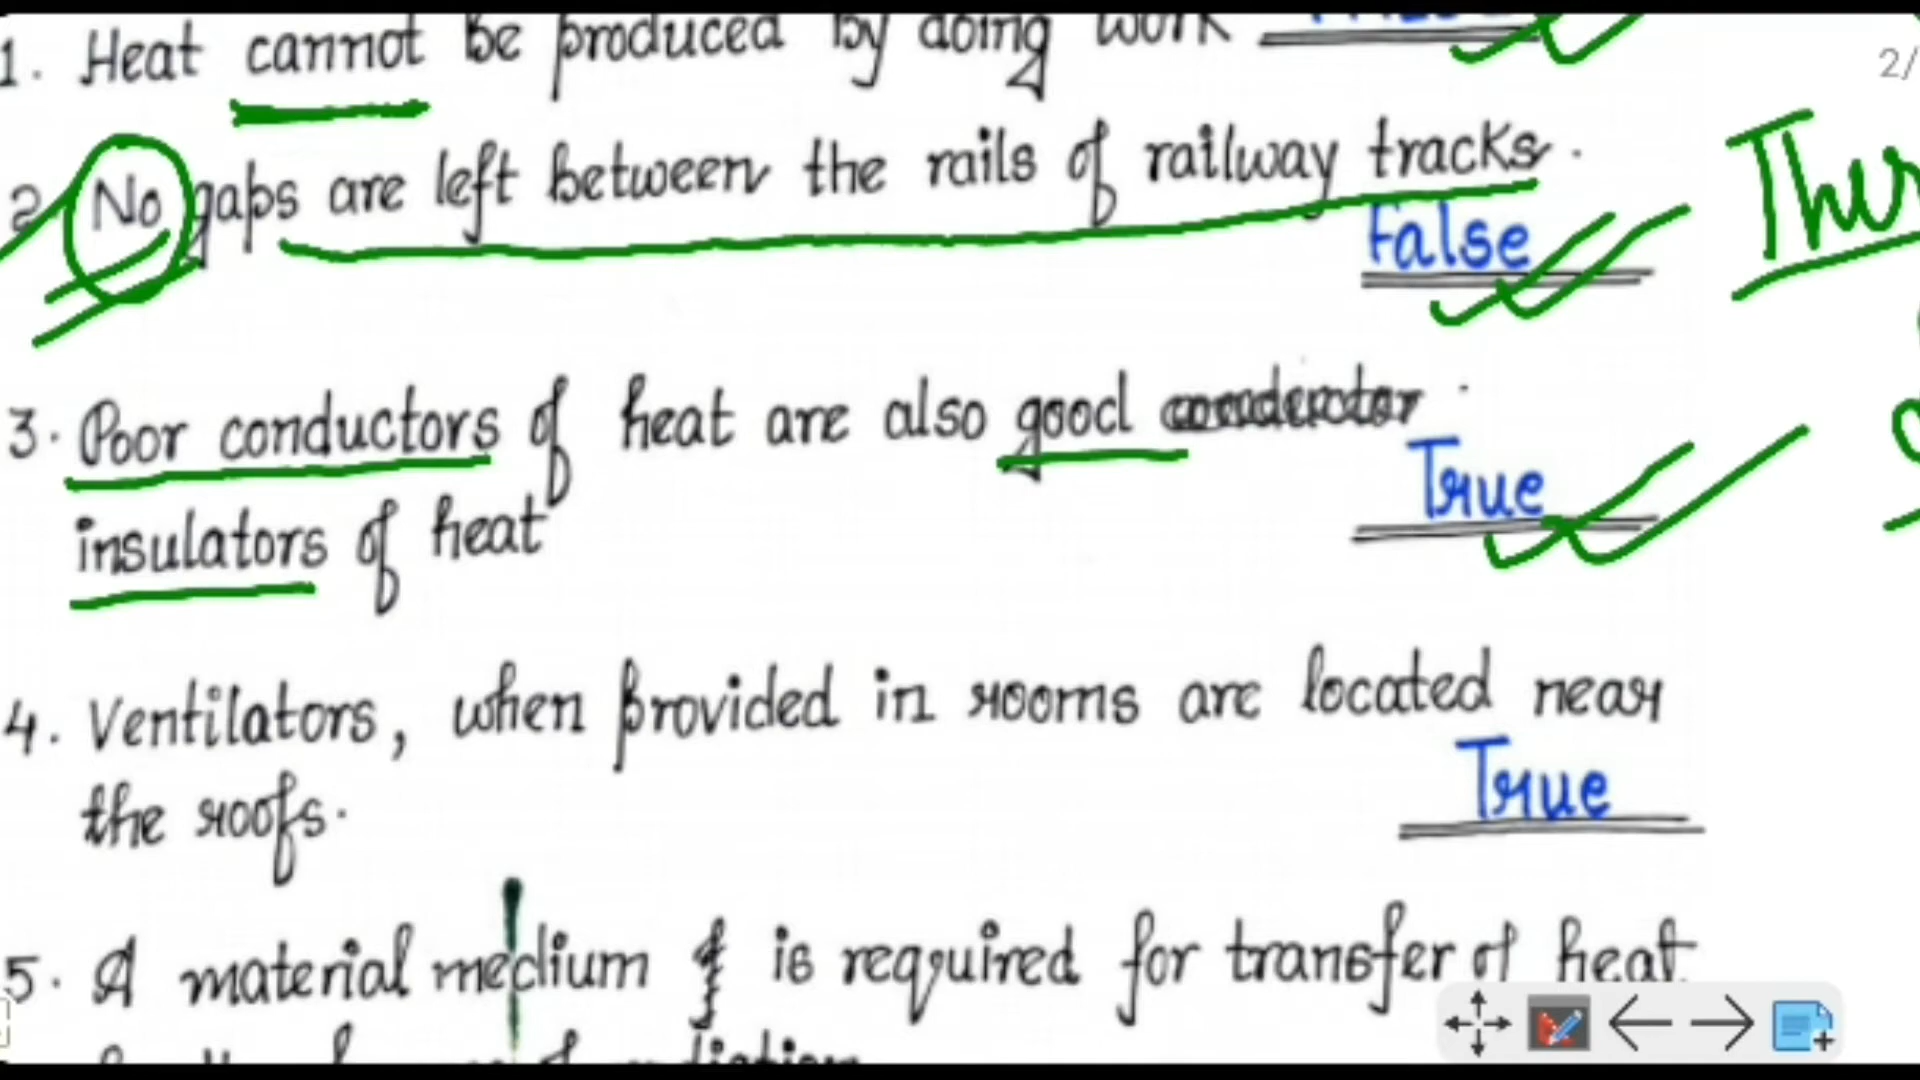 1. Heat cannot be produced by doing work False
2/
2. No gaps are left between the rails of railway tracks.
False
3. Poor conductors of heat are also good conductor.
True
insulators of heat
4. Ventilators, when provided in rooms are located near
the roofs.
True
5. A material medium is required for transfer of heat